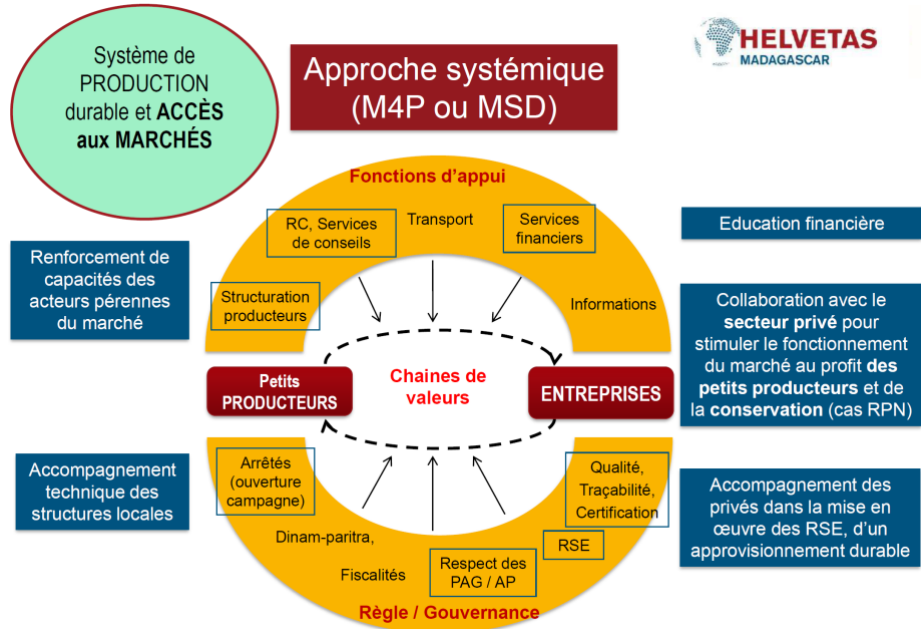 Système de
PRODUCTION
durable et ACCÈS
aux MARCHÉS
Approche systémique
(M4P ou MSD)
HELVETAS
MADAGASCAR
Fonctions d'appui
RC, Services
de conseils
Transport
Services
financiers
Structuration
producteurs
Informations
Renforcement de
capacités des
acteurs pérennes
du marché
Education financière
Collaboration avec le
secteur privé pour
stimuler le fonctionnement
du marché au profit des
petits producteurs et de
la conservation (cas RPN)
Petits
PRODUCTEURS
Chaines de
valeurs
ENTREPRISES
Accompagnement
technique des
structures locales
Arrêtés
(ouverture
campagne)
Dinam-paritra,
Fiscalités
Respect des
PAG / AP
RSE
Qualité,
Traçabilité,
Certification
Règle / Gouvernance
Accompagnement des
privés dans la mise en
œuvre des RSE, d'un
approvisionnement durable